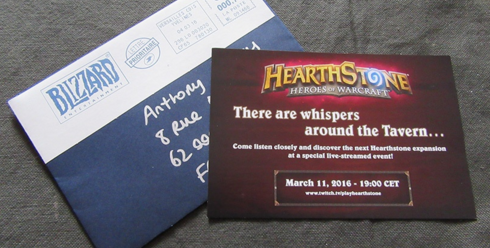 BLIZZARD
ENTERTAINMENT
PRIORITAIRE
Anthony
8 Rue
62
HEARTHSTONE
HEROES OF WARCRAFT
There are whispers
around the Tavern...
Come listen closely and discover the next Hearthstone expansion
at a special live-streamed event!
March 11, 2016 - 19:00 CET
www.twitch.tv/playhearthstone